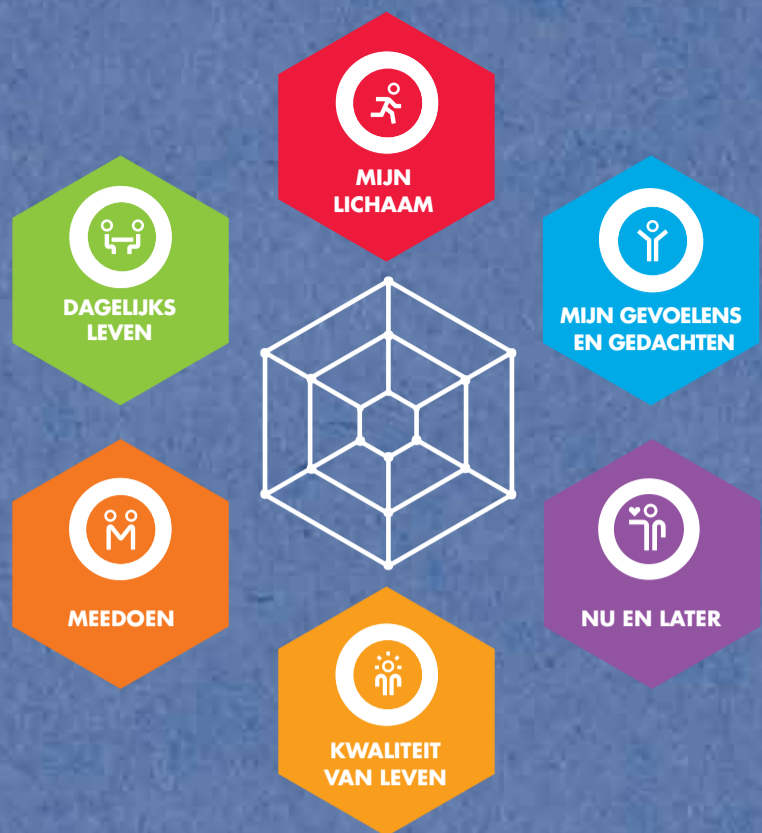 MIJN
LICHAAM
DAGELIJKS
LEVEN
MIJN GEVOELENS
EN GEDACHTEN
MEEDOEN
NU EN LATER
KWALITEIT
VAN LEVEN